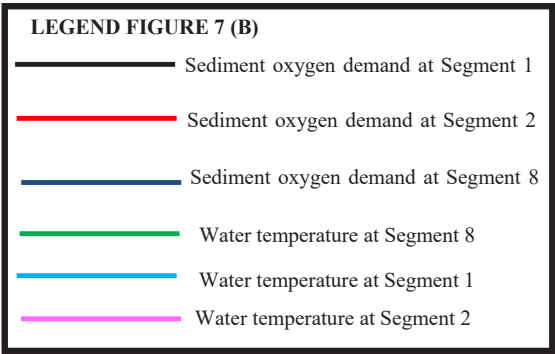 LEGEND FIGURE 7 (B)
Sediment oxygen demand at Segment 1
Sediment oxygen demand at Segment 2
Sediment oxygen demand at Segment 8
Water temperature at Segment 8
Water temperature at Segment 1
Water temperature at Segment 2